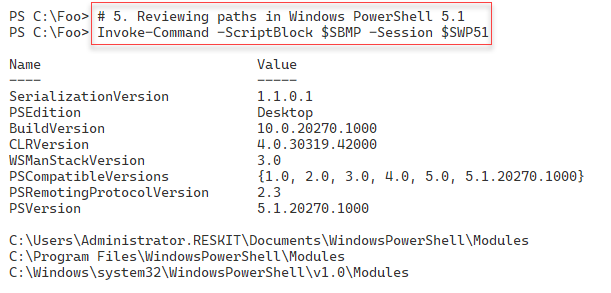 PS C:\Foo> # 5. Reviewing paths in Windows PowerShell 5.1
PS C:\Foo> Invoke-Command -ScriptBlock $SBMP -Session $SWP51
Name Value
---- -----
SerializationVersion 1.1.0.1
PSEdition Desktop
BuildVersion 10.0.20270.1000
CLRVersion 4.0.30319.42000
WSManStackVersion 3.0
PSCompatibleVersions {1.0, 2.0, 3.0, 4.0, 5.0, 5.1.20270.1000}
PSRemotingProtocolVersion 2.3
PSVersion 5.1.20270.1000
C:\Users\Administrator.RESKIT\Documents\WindowsPowerShell\Modules
C:\Program Files\WindowsPowerShell\Modules
C:\Windows\system32\WindowsPowerShell\v1.0\Modules